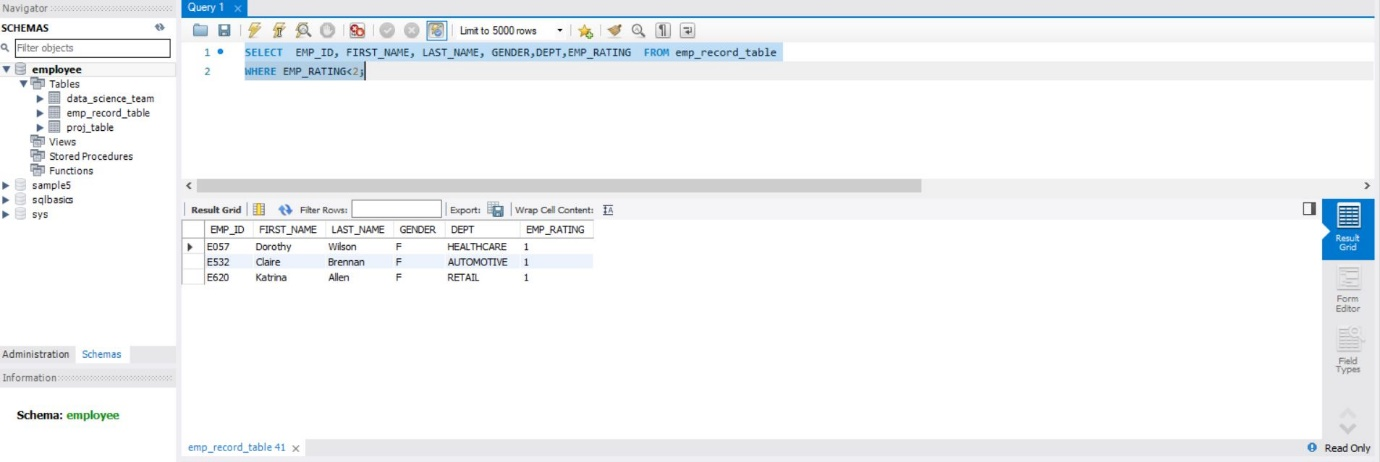 Navigator
SCHEMAS
Filter objects
employee
Tables
data_science_team
emp_record_table
proj_table
Views
Stored Procedures
Functions
sample5
sqlbasics
sys
Administration Schemas
Information
Schema: employee
Query 1 ×
Limit to 5000 rows
1 SELECT  EMP_ID, FIRST_NAME, LAST_NAME, GENDER,DEPT,EMP_RATING  FROM emp_record_table
2 WHERE EMP_RATING<2;
Result Grid Filter Rows: Export: Wrap Cell Content: IA
EMP_ID FIRST_NAME LAST_NAME GENDER DEPT EMP_RATING
E057 Dorothy Wilson F HEALTHCARE 1
E532 Claire Brennan F AUTOMOTIVE 1
E620 Katrina Allen F RETAIL 1
Result
Grid
Form
Editor
Field
Types
emp_record_table 41 ×
Read Only